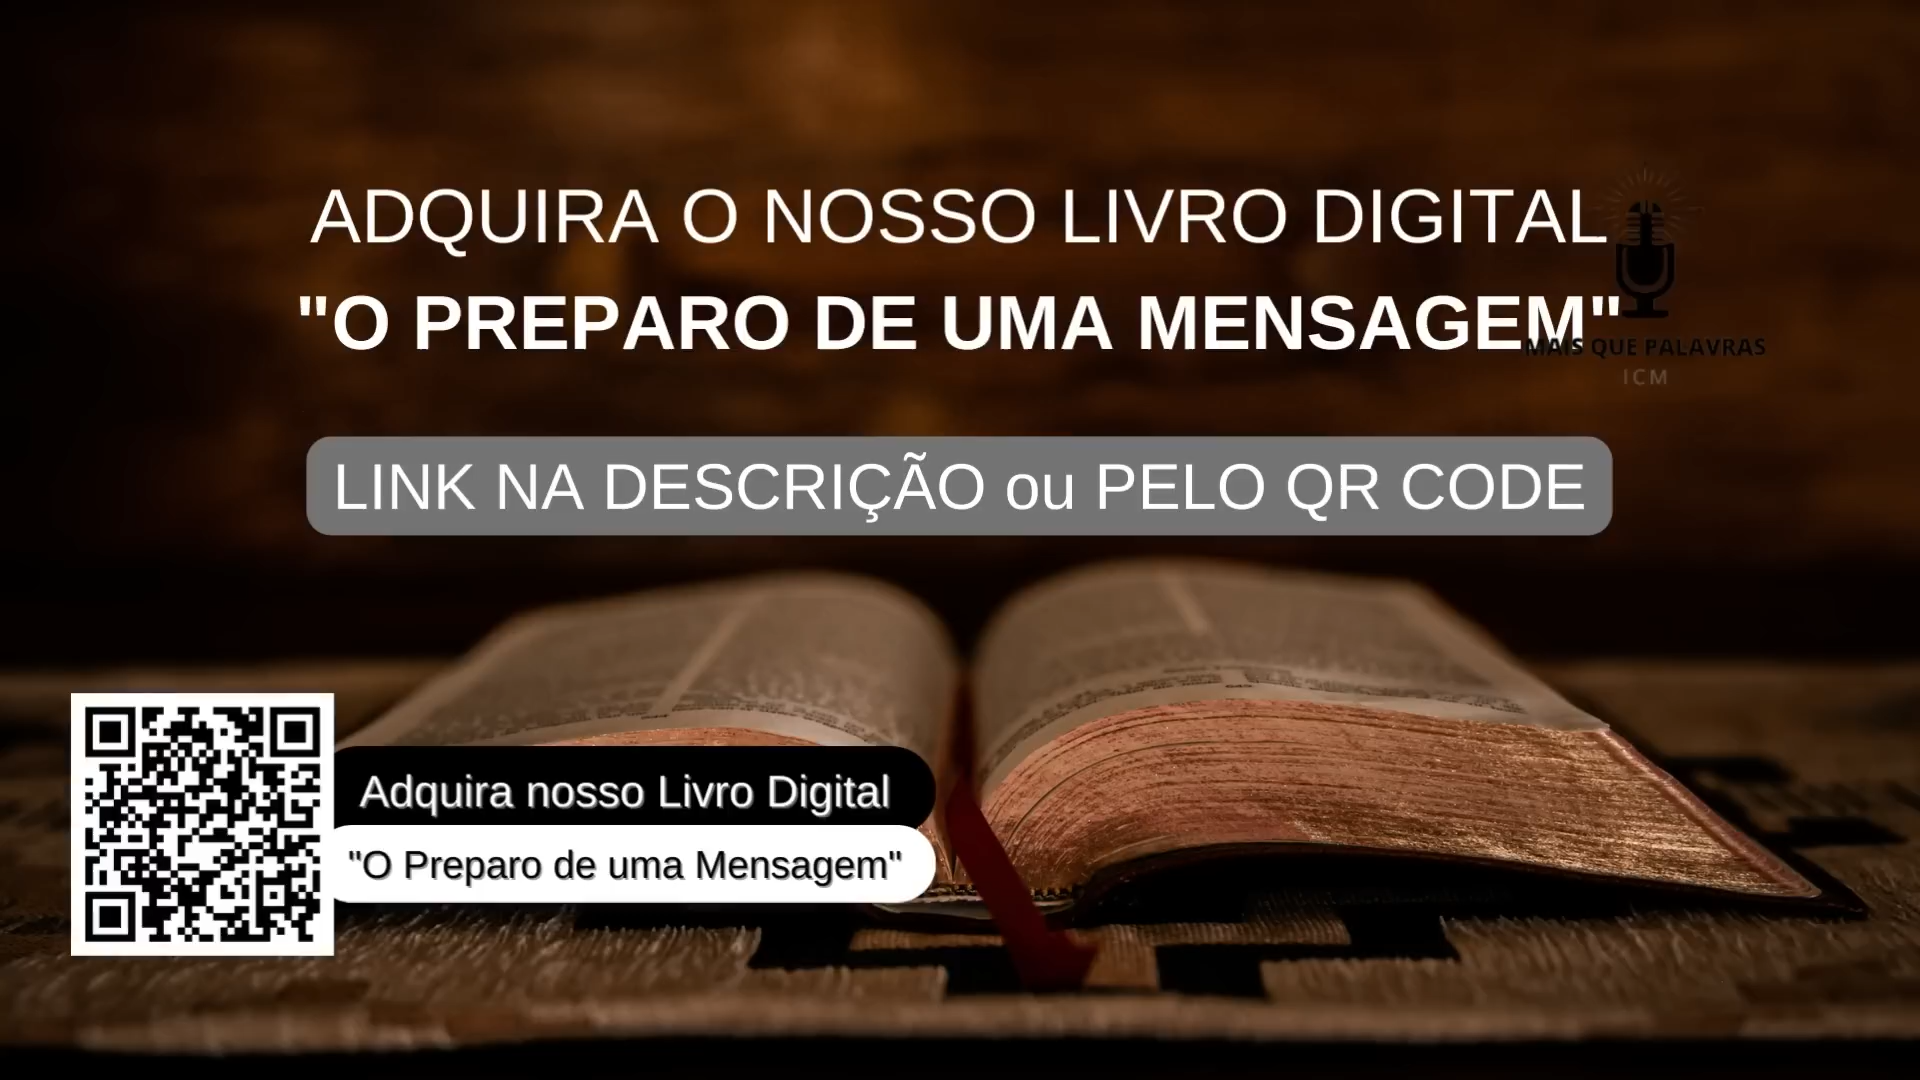 ADQUIRA O NOSSO LIVRO DIGITAL
"O PREPARO DE UMA MENSAGEM"
MAIS QUE PALAVRAS
ICM
LINK NA DESCRIÇÃO ou PELO QR CODE
Adquira nosso Livro Digital
"O Preparo de uma Mensagem"